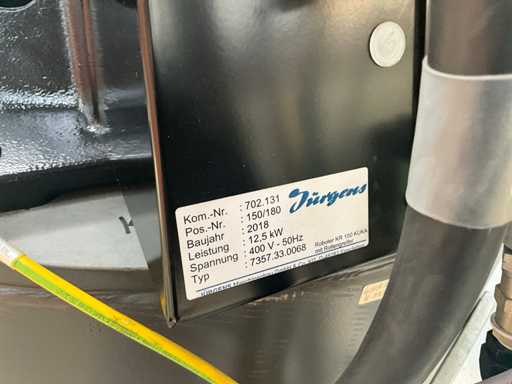 Jürgens
Kom.-Nr. : 702.131
Pos.-Nr. : 150/180
Baujahr : 2018
Leistung : 12,5 kW
Spannung : 400 V - 50Hz
Typ : 7357.33.0068
Roboter KR 150 KUKA
mit Rollengreifer